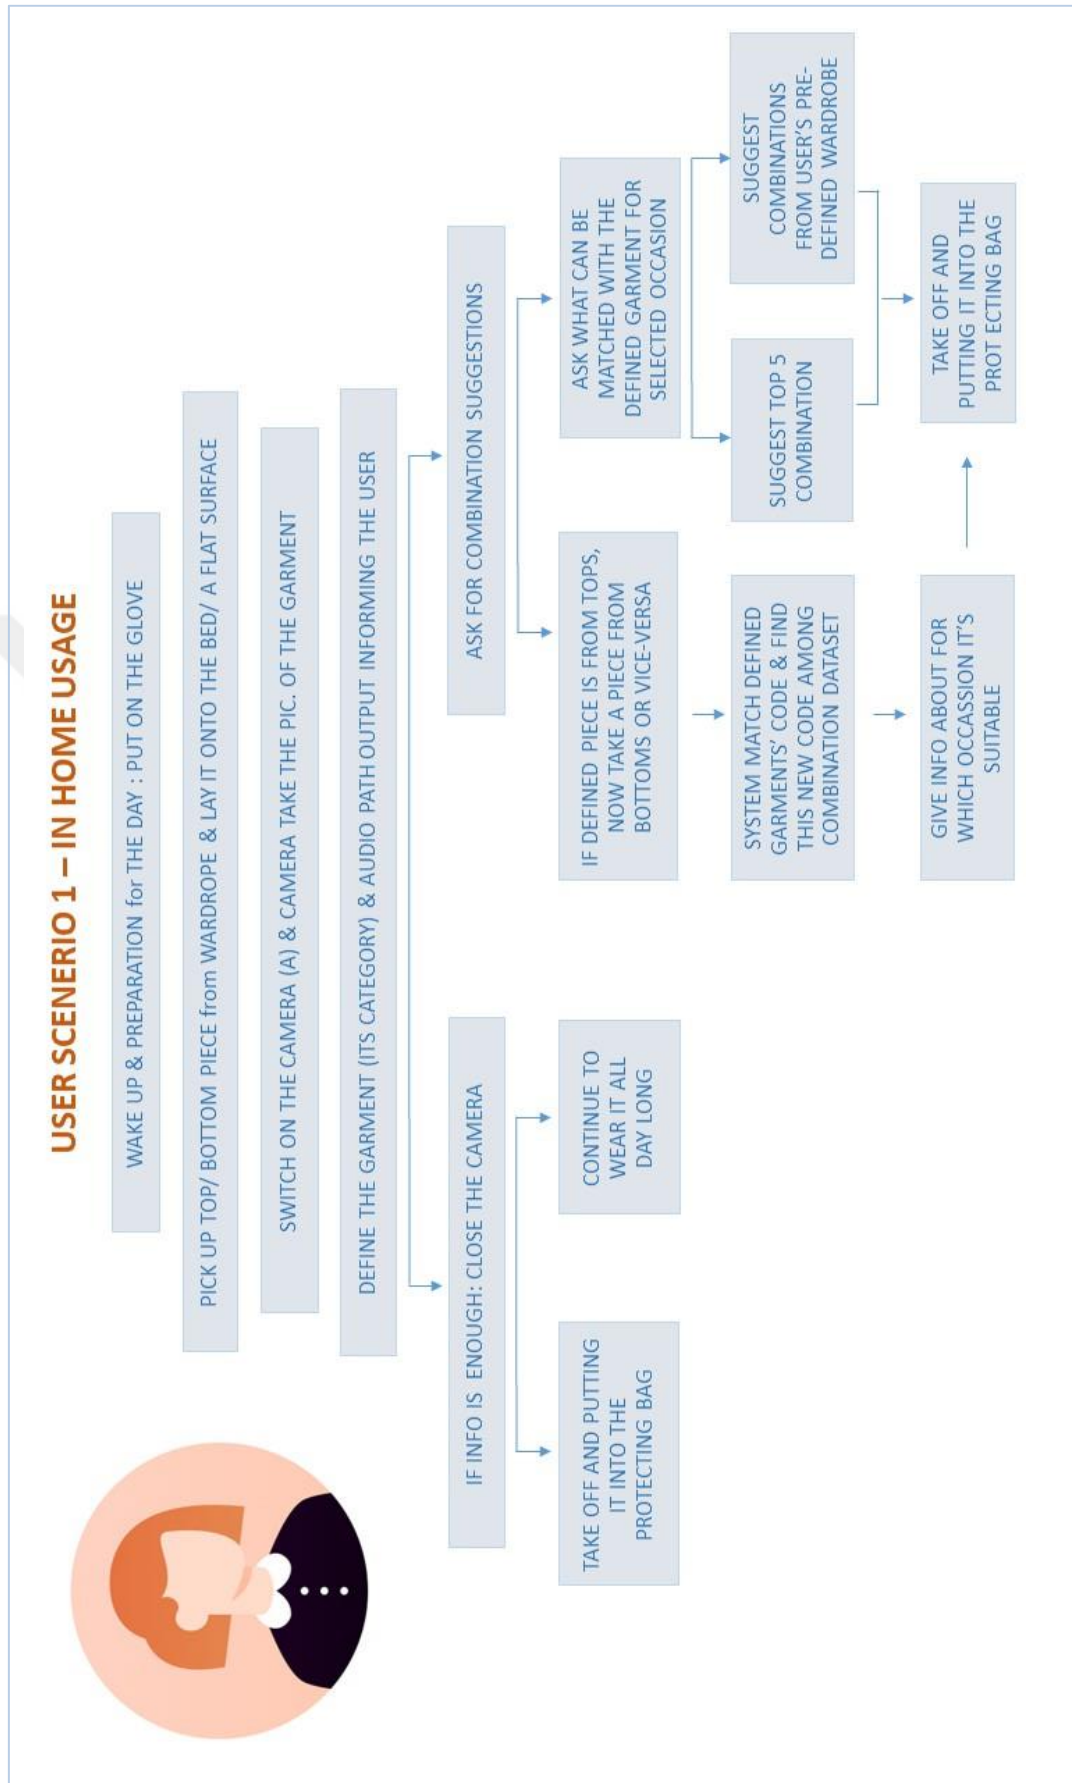 USER SCENERIO 1 – IN HOME USAGE
WAKE UP & PREPARATION for THE DAY : PUT ON THE GLOVE
PICK UP TOP/ BOTTOM PIECE from WARDROPE & LAY IT ONTO THE BED/ A FLAT SURFACE
SWITCH ON THE CAMERA (A) & CAMERA TAKE THE PIC. OF THE GARMENT
DEFINE THE GARMENT (ITS CATEGORY) & AUDIO PATH OUTPUT INFORMING THE USER
IF INFO IS ENOUGH: CLOSE THE CAMERA
TAKE OFF AND PUTTING
IT INTO THE
PROTECTING BAG
CONTINUE TO
WEAR IT ALL
DAY LONG
ASK FOR COMBINATION SUGGESTIONS
IF DEFINED PIECE IS FROM TOPS,
NOW TAKE A PIECE FROM
BOTTOMS OR VICE-VERSA
SYSTEM MATCH DEFINED
GARMENTS' CODE & FIND
THIS NEW CODE AMONG
COMBINATION DATASET
GIVE INFO ABOUT FOR
WHICH OCCASSION IT'S
SUITABLE
ASK WHAT CAN BE
MATCHED WITH THE
DEFINED GARMENT FOR
SELECTED OCCASION
SUGGEST TOP 5
COMBINATION
SUGGEST
COMBINATIONS
FROM USER'S PRE-
DEFINED WARDROBE
TAKE OFF AND
PUTTING IT INTO THE
PROT ECTING BAG